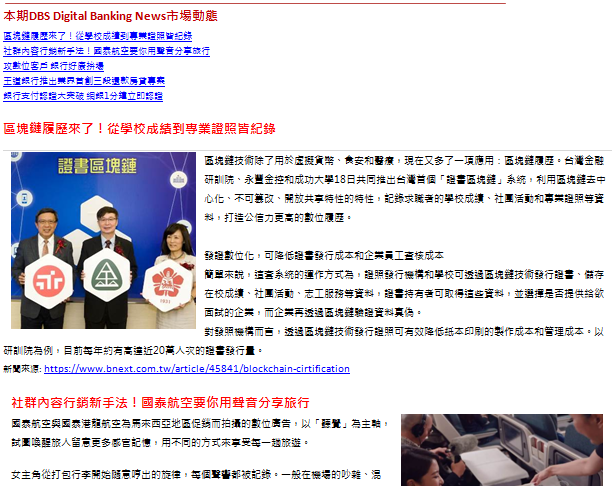 本期DBS Digital Banking News市場動態
區塊鏈履歷來了！從學校成績到專業證照皆紀錄
社群內容行銷新手法！國泰航空要你用聲音分享旅行
攻數位客戶 銀行好康拚場
王道銀行推出業界首創三段還款房貸專案
銀行支付認證大突破 網銀1分鐘立即認證
區塊鏈履歷來了！從學校成績到專業證照皆紀錄
證書區塊鏈
1931
區塊鏈技術除了用於虛擬貨幣、食安和醫療，現在又多了一項應用：區塊鏈履歷。台灣金融
研訓院、永豐金控和成功大學18日共同推出台灣首個「證書區塊鏈」系統，利用區塊鏈去中
心化、不可竄改、開放共享特性的特性，記錄求職者的學校成績、社團活動和專業證照等資
料，打造公信力更高的數位履歷。
發證數位化，可降低證書發行成本和企業員工查核成本
簡單來說，這套系統的運作方式為，證照發行機構和學校可透過區塊鏈技術發行證書、儲存
在校成績、社團活動、志工服務等資料，證書持有者可取得這些資料，並選擇是否提供給欲
面試的企業，而企業再透過區塊鏈驗證資料真偽。
對發照機構而言，透過區塊鏈技術發行證照可有效降低紙本印刷的製作成本和管理成本。以
研訓院為例，目前每年約有高達近20萬人次的證書發行量。
新聞來源: https://www.bnext.com.tw/article/45841/blockchain-cirtification
社群內容行銷新手法！國泰航空要你用聲音分享旅行
國泰航空與國泰港龍航空為馬來西亞地區促銷而拍攝的數位廣告，以「聽覺」為主軸，
試圖喚醒旅人留意更多感官記憶，用不同的方式來享受每一趟旅遊。
女主角從打包行李開始隨意哼出的旋律，每個聲響都被記錄。一般在機場的吵雜、混